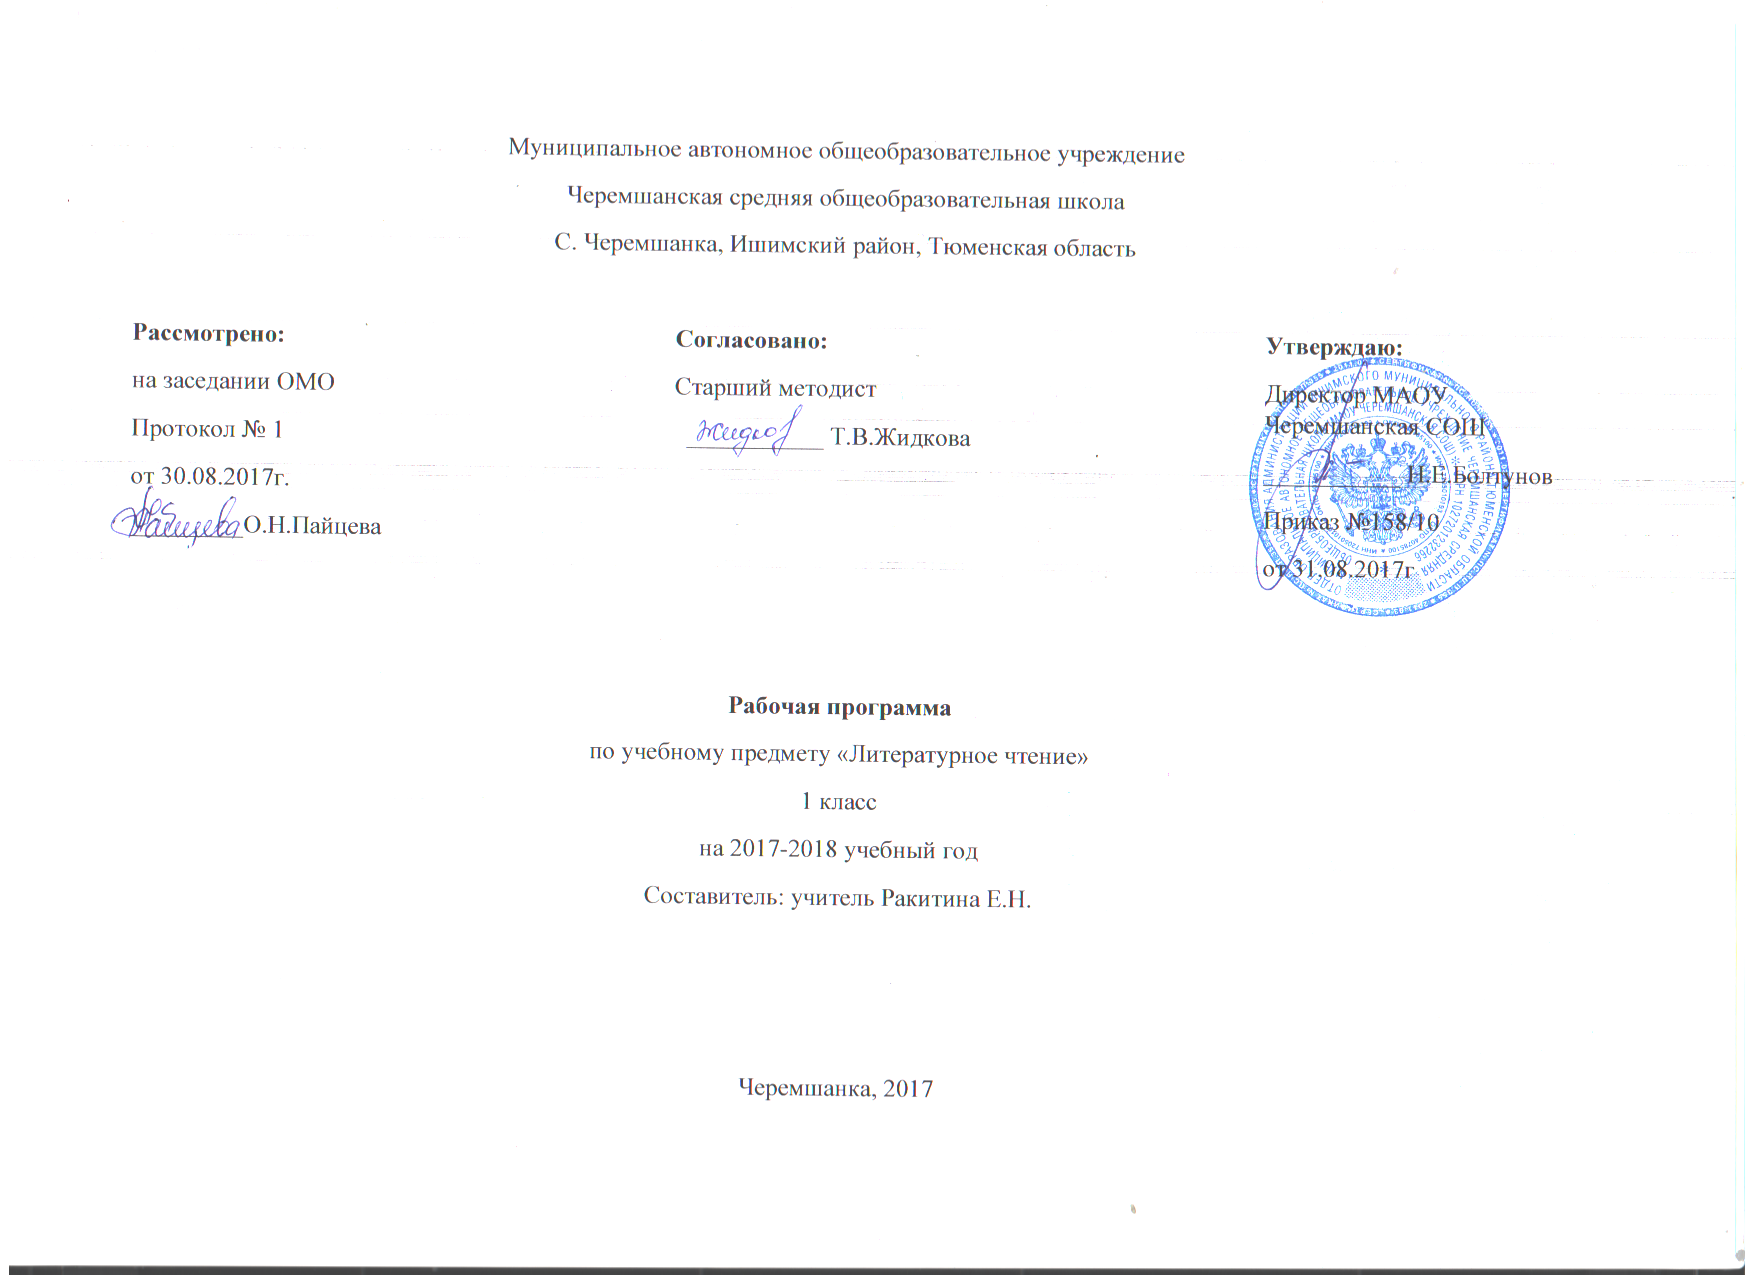 Муниципальное автономное общеобразовательное учреждение
Черемшанская средняя общеобразовательная школа
С. Черемшанка, Ишимский район, Тюменская область
Рассмотрено:
на заседании ОМО
Протокол № 1
от 30.08.2017г.
О.Н.Пайцева
Согласовано:
Старший методист
Т.В.Жидкова
Утверждаю:
Директор МАОУ
Черемшанская СОШ
Н.Е.Болтунов
Приказ №158/10
от 31.08.2017г
Рабочая программа
по учебному предмету «Литературное чтение»
1 класс
на 2017-2018 учебный год
Составитель: учитель Ракитина Е.Н.
Черемшанка, 2017